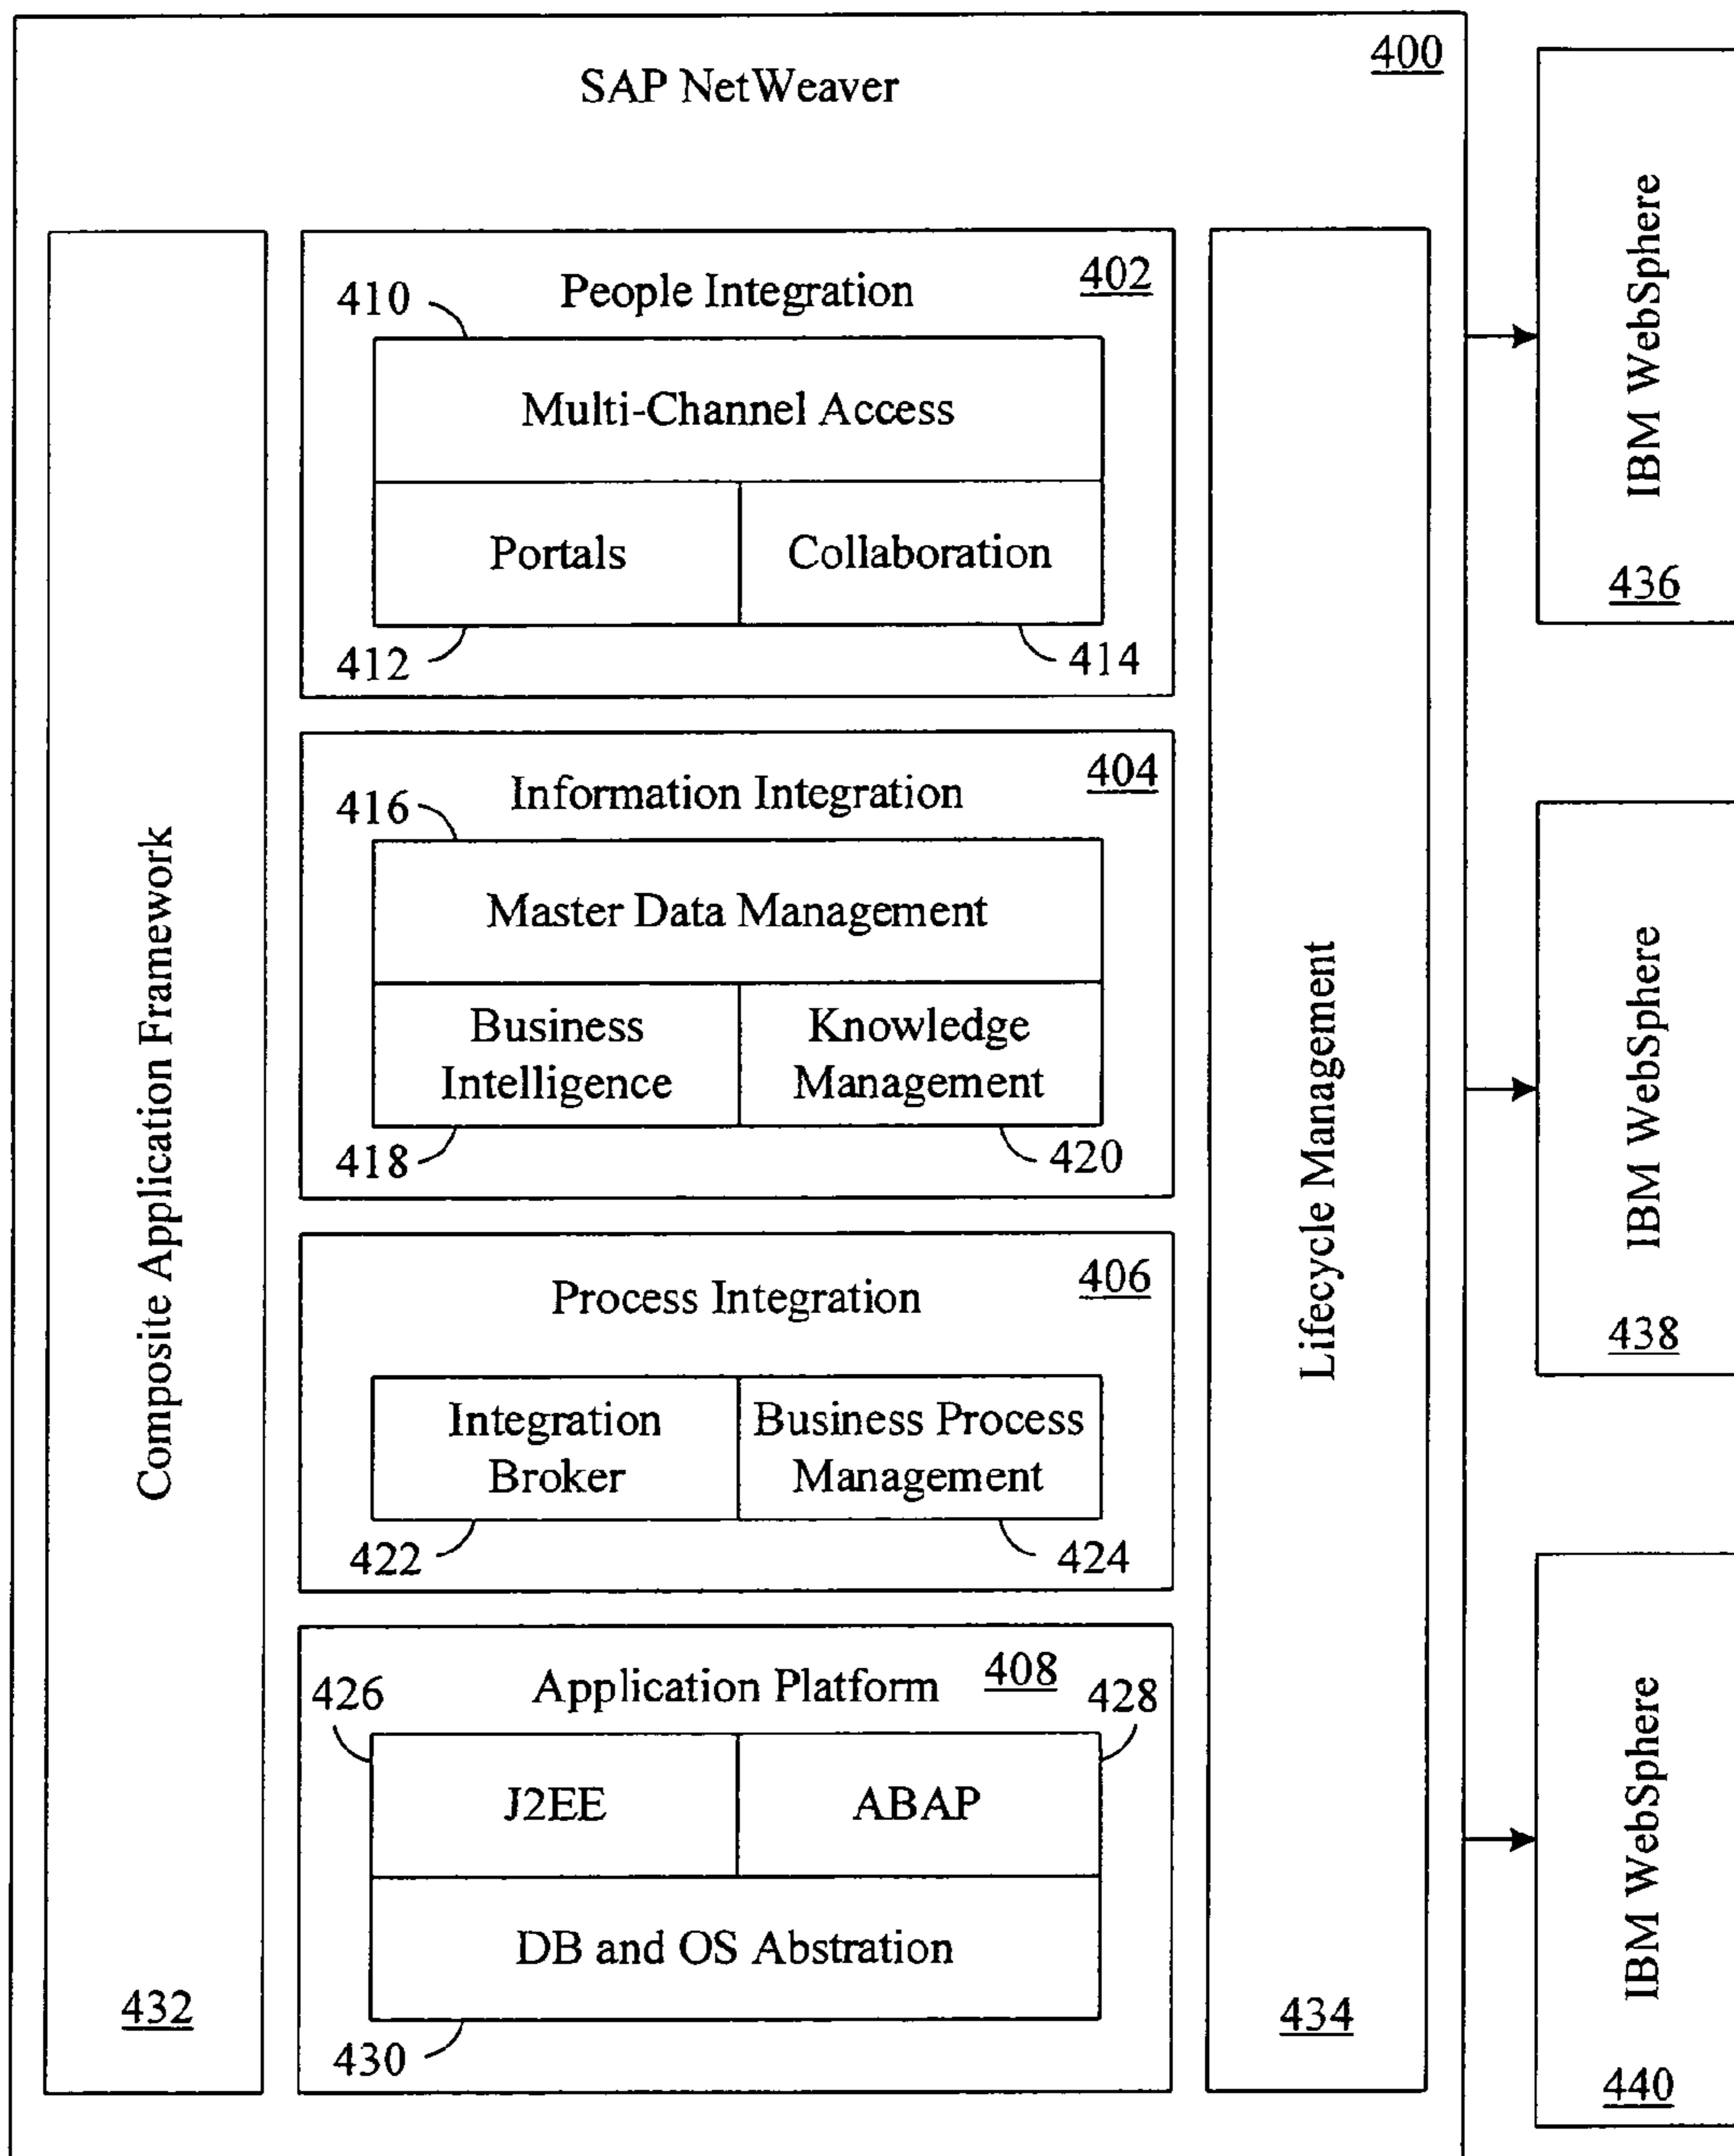 400
SAP NetWeaver
Composite Application Framework
432
People Integration
402
410
Multi-Channel Access
Portals
Collaboration
412
414
Information Integration
404
416
Master Data Management
Business
Intelligence
Knowledge
Management
418
420
Process Integration
406
Integration
Broker
Business Process
Management
422
424
Application Platform
408
426
428
J2EE
ABAP
DB and OS Abstration
430
Lifecycle Management
434
IBM WebSphere
436
IBM WebSphere
438
IBM WebSphere
440